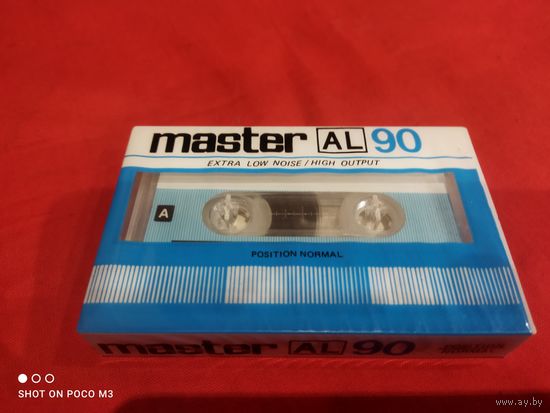 master AL 90
EXTRA LOW NOISE / HIGH OUTPUT
A
POSITION NORMAL
master AL 90
SHOT ON POCO M3
www.ay.by